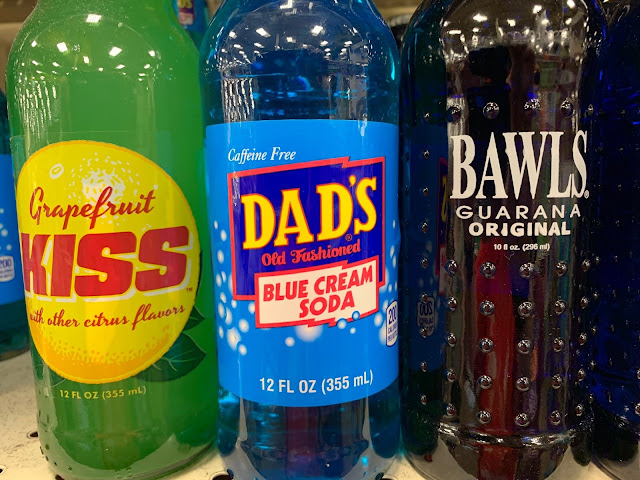 Grapefruit
KISS™
with other citrus flavors
12 FL OZ (355 mL)
Caffeine Free
DAD'S
Old Fashioned®
BLUE CREAM
SODA
12 FL OZ (355 mL)
BAWLS®
GUARANA
ORIGINAL
10 fl oz. (296 ml)